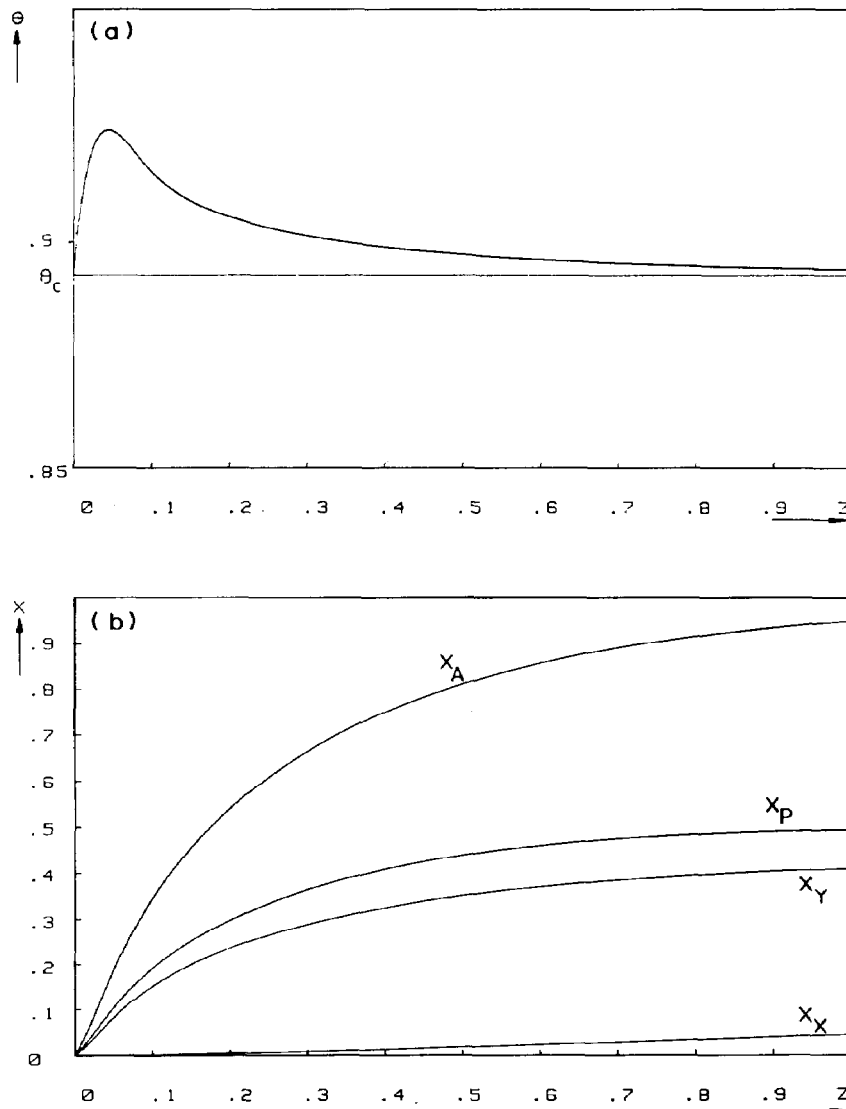 θ
(a)
.9
θc
.85
0 .1 .2 .3 .4 .5 .6 .7 .8 .9 Z
x
(b)
.9
XA
.8
.7
.6
XP
.5
.4
XY
.3
.2
.1
XX
0
0 .1 .2 .3 .4 .5 .6 .7 .8 .9 Z